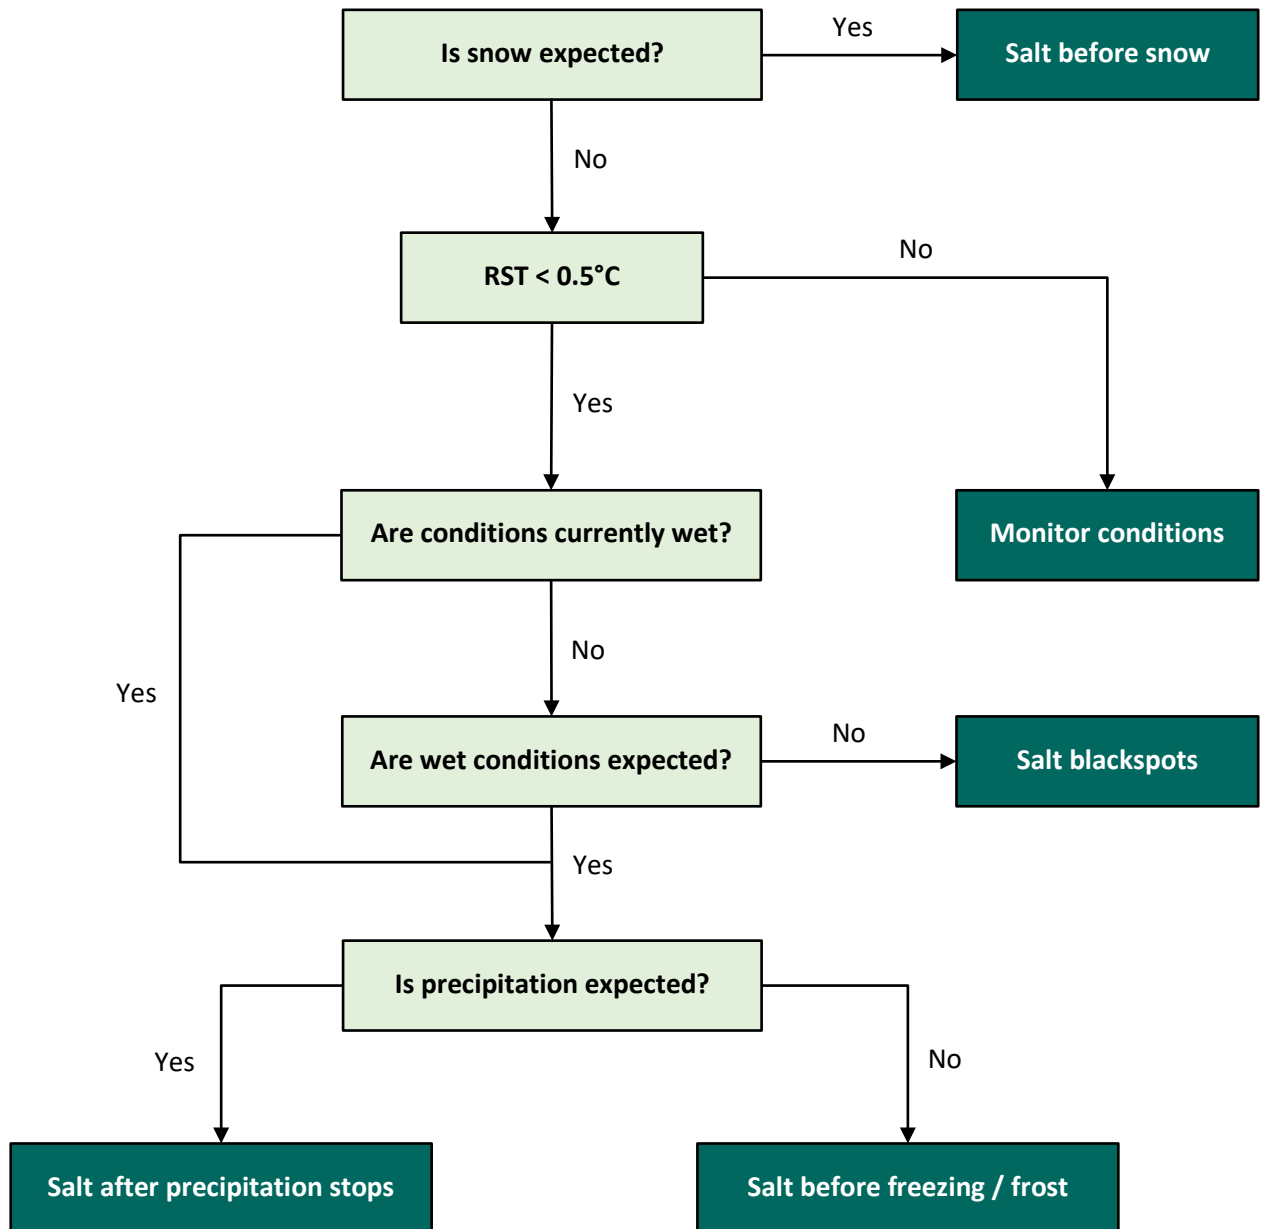 Is snow expected?
Yes
Salt before snow
No
RST < 0.5°C
No
Yes
Are conditions currently wet?
Monitor conditions
No
Yes
Are wet conditions expected?
No
Salt blackspots
Yes
Is precipitation expected?
Yes
No
Salt after precipitation stops
Salt before freezing / frost